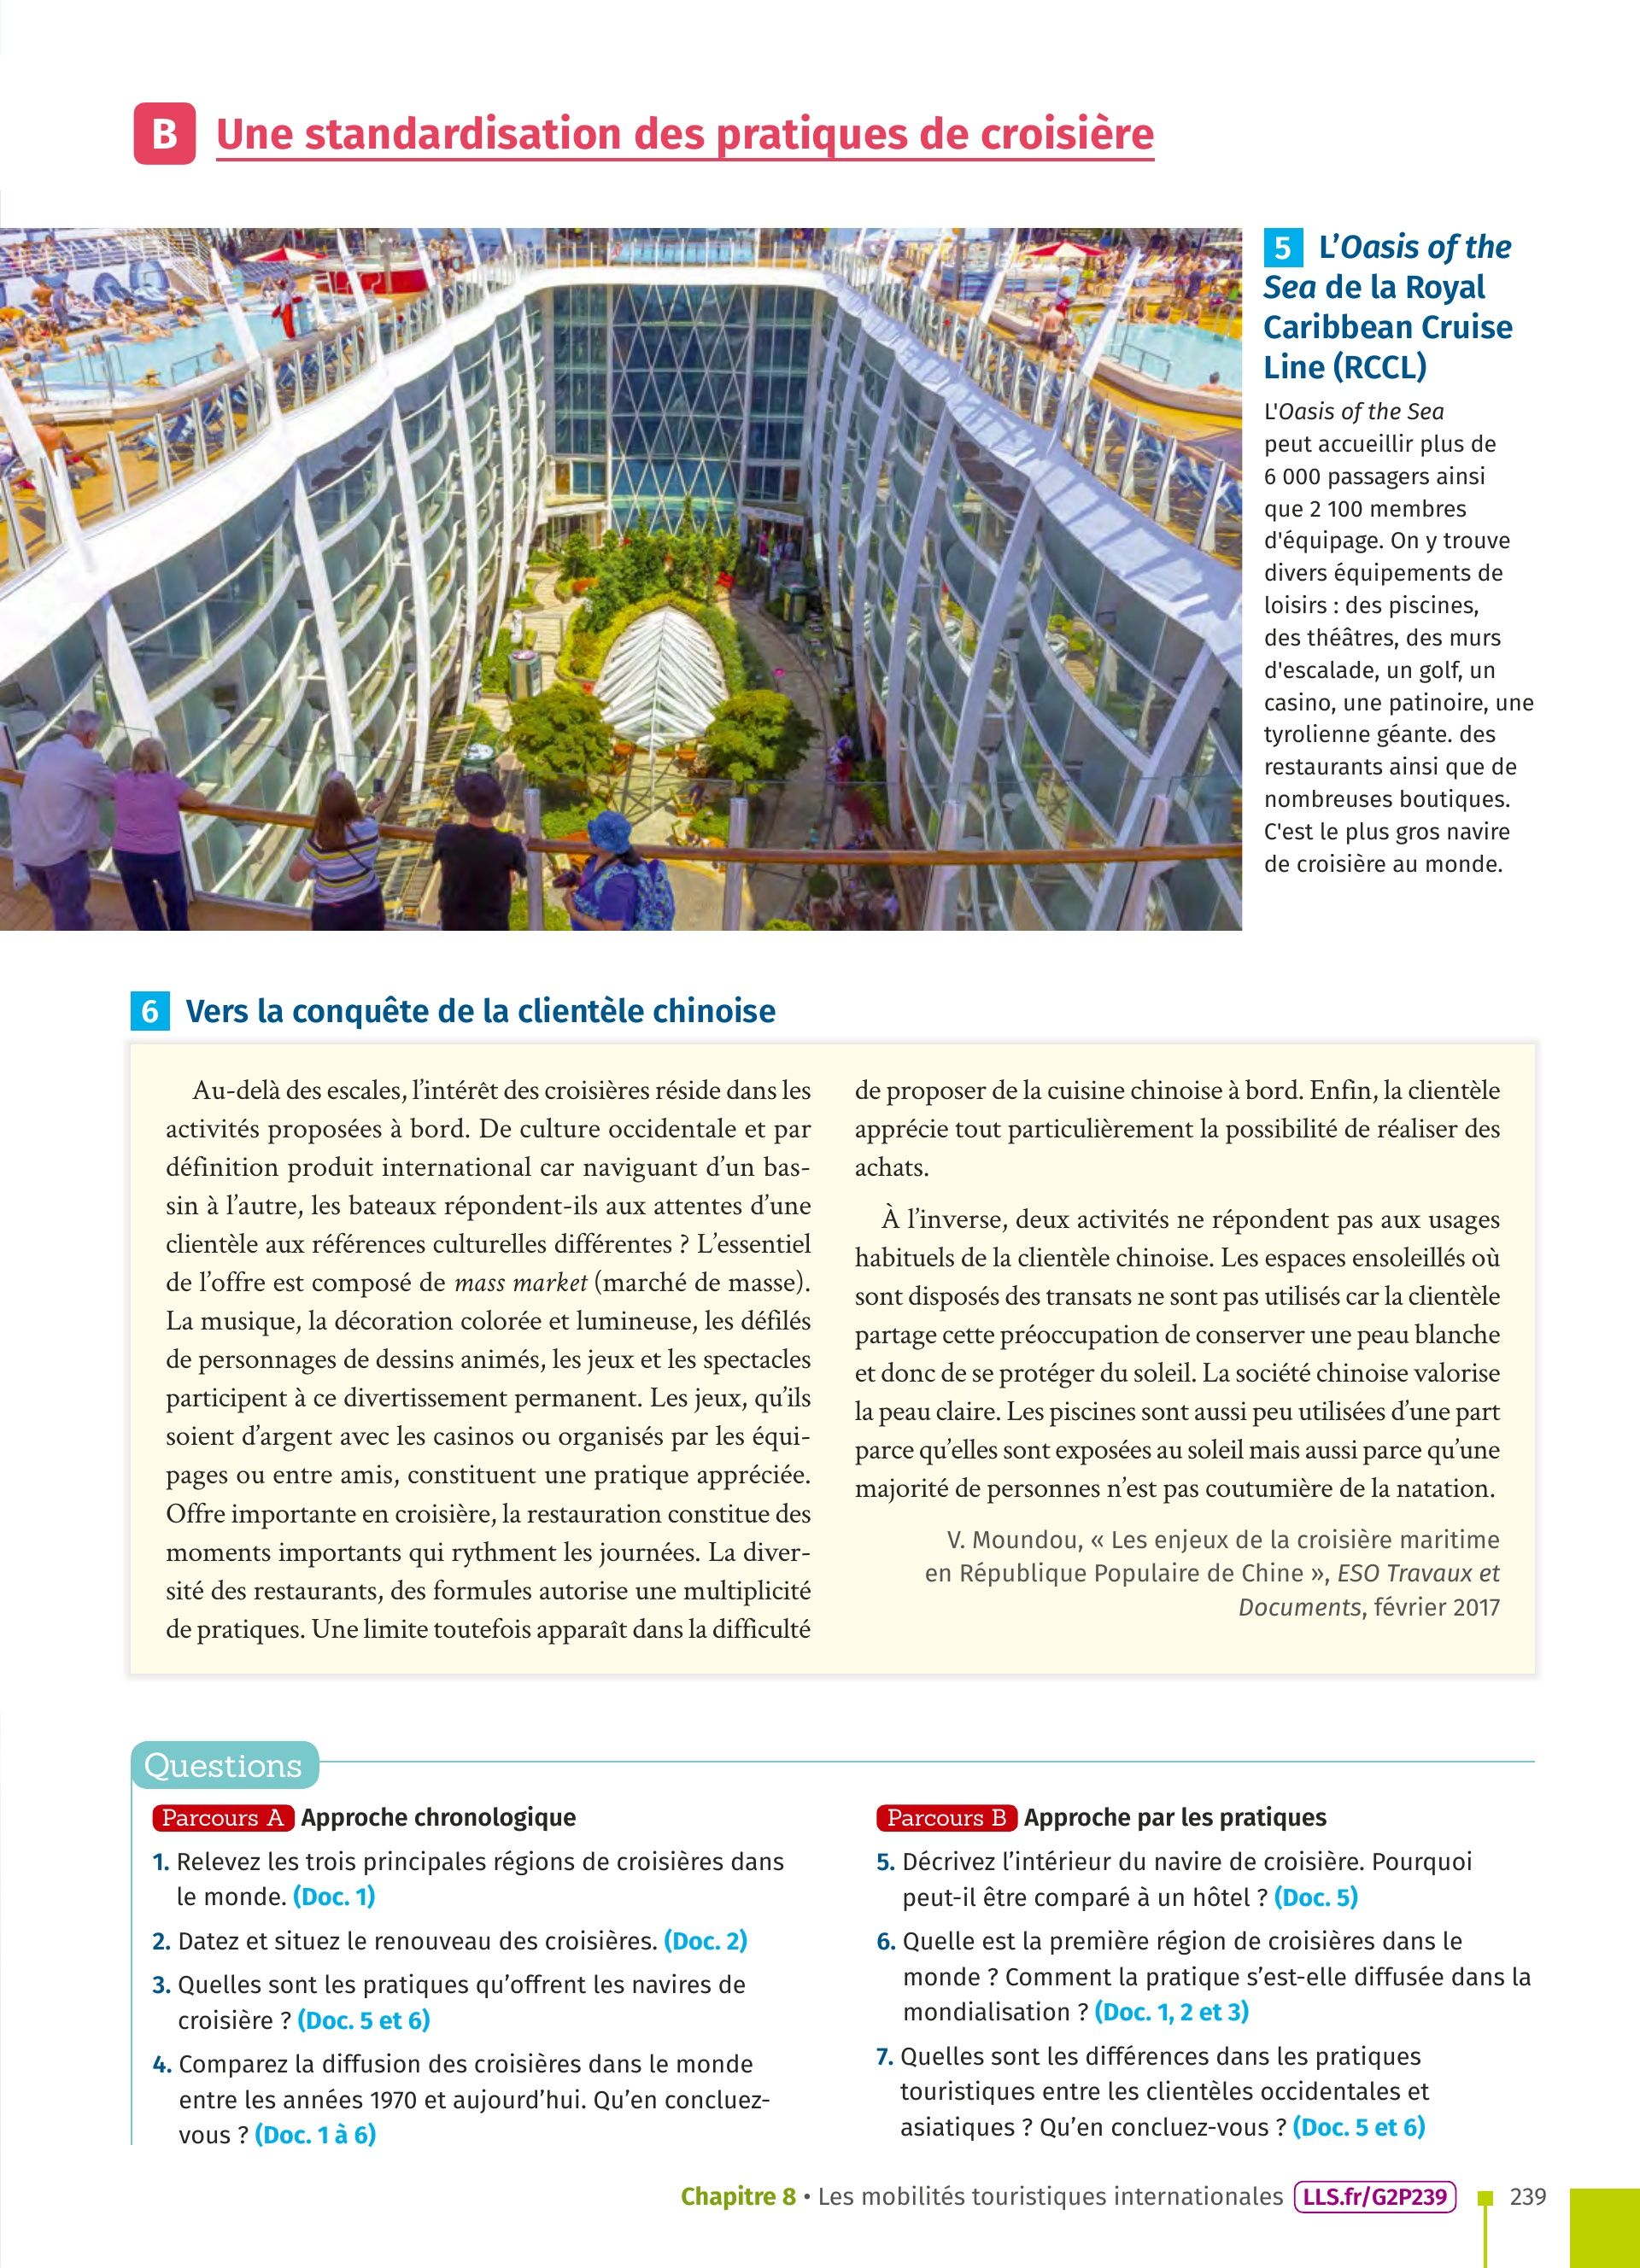 B Une standardisation des pratiques de croisière
5 L’Oasis of the
Sea de la Royal
Caribbean Cruise
Line (RCCL)
L'Oasis of the Sea
peut accueillir plus de
6 000 passagers ainsi
que 2 100 membres
d'équipage. On y trouve
divers équipements de
loisirs : des piscines,
des théâtres, des murs
d'escalade, un golf, un
casino, une patinoire, une
tyrolienne géante. des
restaurants ainsi que de
nombreuses boutiques.
C'est le plus gros navire
de croisière au monde.
6 Vers la conquête de la clientèle chinoise
Au-delà des escales, l’intérêt des croisières réside dans les
activités proposées à bord. De culture occidentale et par
définition produit international car naviguant d’un bas-
sin à l’autre, les bateaux répondent-ils aux attentes d’une
clientèle aux références culturelles différentes ? L’essentiel
de l’offre est composé de mass market (marché de masse).
La musique, la décoration colorée et lumineuse, les défilés
de personnages de dessins animés, les jeux et les spectacles
participent à ce divertissement permanent. Les jeux, qu’ils
soient d’argent avec les casinos ou organisés par les équi-
pages ou entre amis, constituent une pratique appréciée.
Offre importante en croisière, la restauration constitue des
moments importants qui rythment les journées. La diver-
sité des restaurants, des formules autorise une multiplicité
de pratiques. Une limite toutefois apparaît dans la difficulté
de proposer de la cuisine chinoise à bord. Enfin, la clientèle
apprécie tout particulièrement la possibilité de réaliser des
achats.
À l’inverse, deux activités ne répondent pas aux usages
habituels de la clientèle chinoise. Les espaces ensoleillés où
sont disposés des transats ne sont pas utilisés car la clientèle
partage cette préoccupation de conserver une peau blanche
et donc de se protéger du soleil. La société chinoise valorise
la peau claire. Les piscines sont aussi peu utilisées d’une part
parce qu’elles sont exposées au soleil mais aussi parce qu’une
majorité de personnes n’est pas coutumière de la natation.
V. Moundou, « Les enjeux de la croisière maritime
en République Populaire de Chine », ESO Travaux et
Documents, février 2017
Questions
Parcours A Approche chronologique
1. Relevez les trois principales régions de croisières dans
le monde. (Doc. 1)
2. Datez et situez le renouveau des croisières. (Doc. 2)
3. Quelles sont les pratiques qu’offrent les navires de
croisière ? (Doc. 5 et 6)
4. Comparez la diffusion des croisières dans le monde
entre les années 1970 et aujourd’hui. Qu’en concluez-
vous ? (Doc. 1 à 6)
Parcours B Approche par les pratiques
5. Décrivez l’intérieur du navire de croisière. Pourquoi
peut-il être comparé à un hôtel ? (Doc. 5)
6. Quelle est la première région de croisières dans le
monde ? Comment la pratique s’est-elle diffusée dans la
mondialisation ? (Doc. 1, 2 et 3)
7. Quelles sont les différences dans les pratiques
touristiques entre les clientèles occidentales et
asiatiques ? Qu’en concluez-vous ? (Doc. 5 et 6)
Chapitre 8 • Les mobilités touristiques internationales LLS.fr/G2P239 239